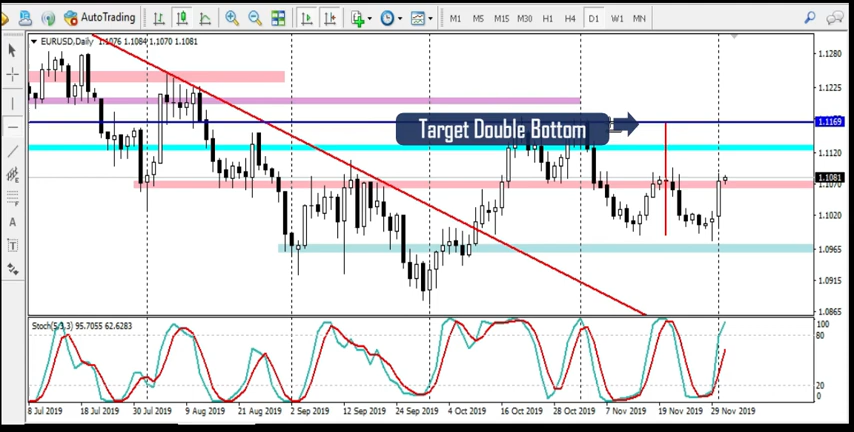 AutoTrading M1 M5 M15 M30 H1 H4 D1 W1 MN
EURUSD.Daily 1.1076 1.1084 1.1070 1.1081
1.1280
1.1225
Target Double Bottom
1.1169
1.1120
1.1081
1.1070
1.1020
1.0965
1.0915
1.0865
Stoch(5,3,3) 95.7055 62.6283
100
80
20
0
8 Jul 2019 18 Jul 2019 30 Jul 2019 9 Aug 2019 21 Aug 2019 2 Sep 2019 12 Sep 2019 24 Sep 2019 4 Oct 2019 16 Oct 2019 28 Oct 2019 7 Nov 2019 19 Nov 2019 29 Nov 2019